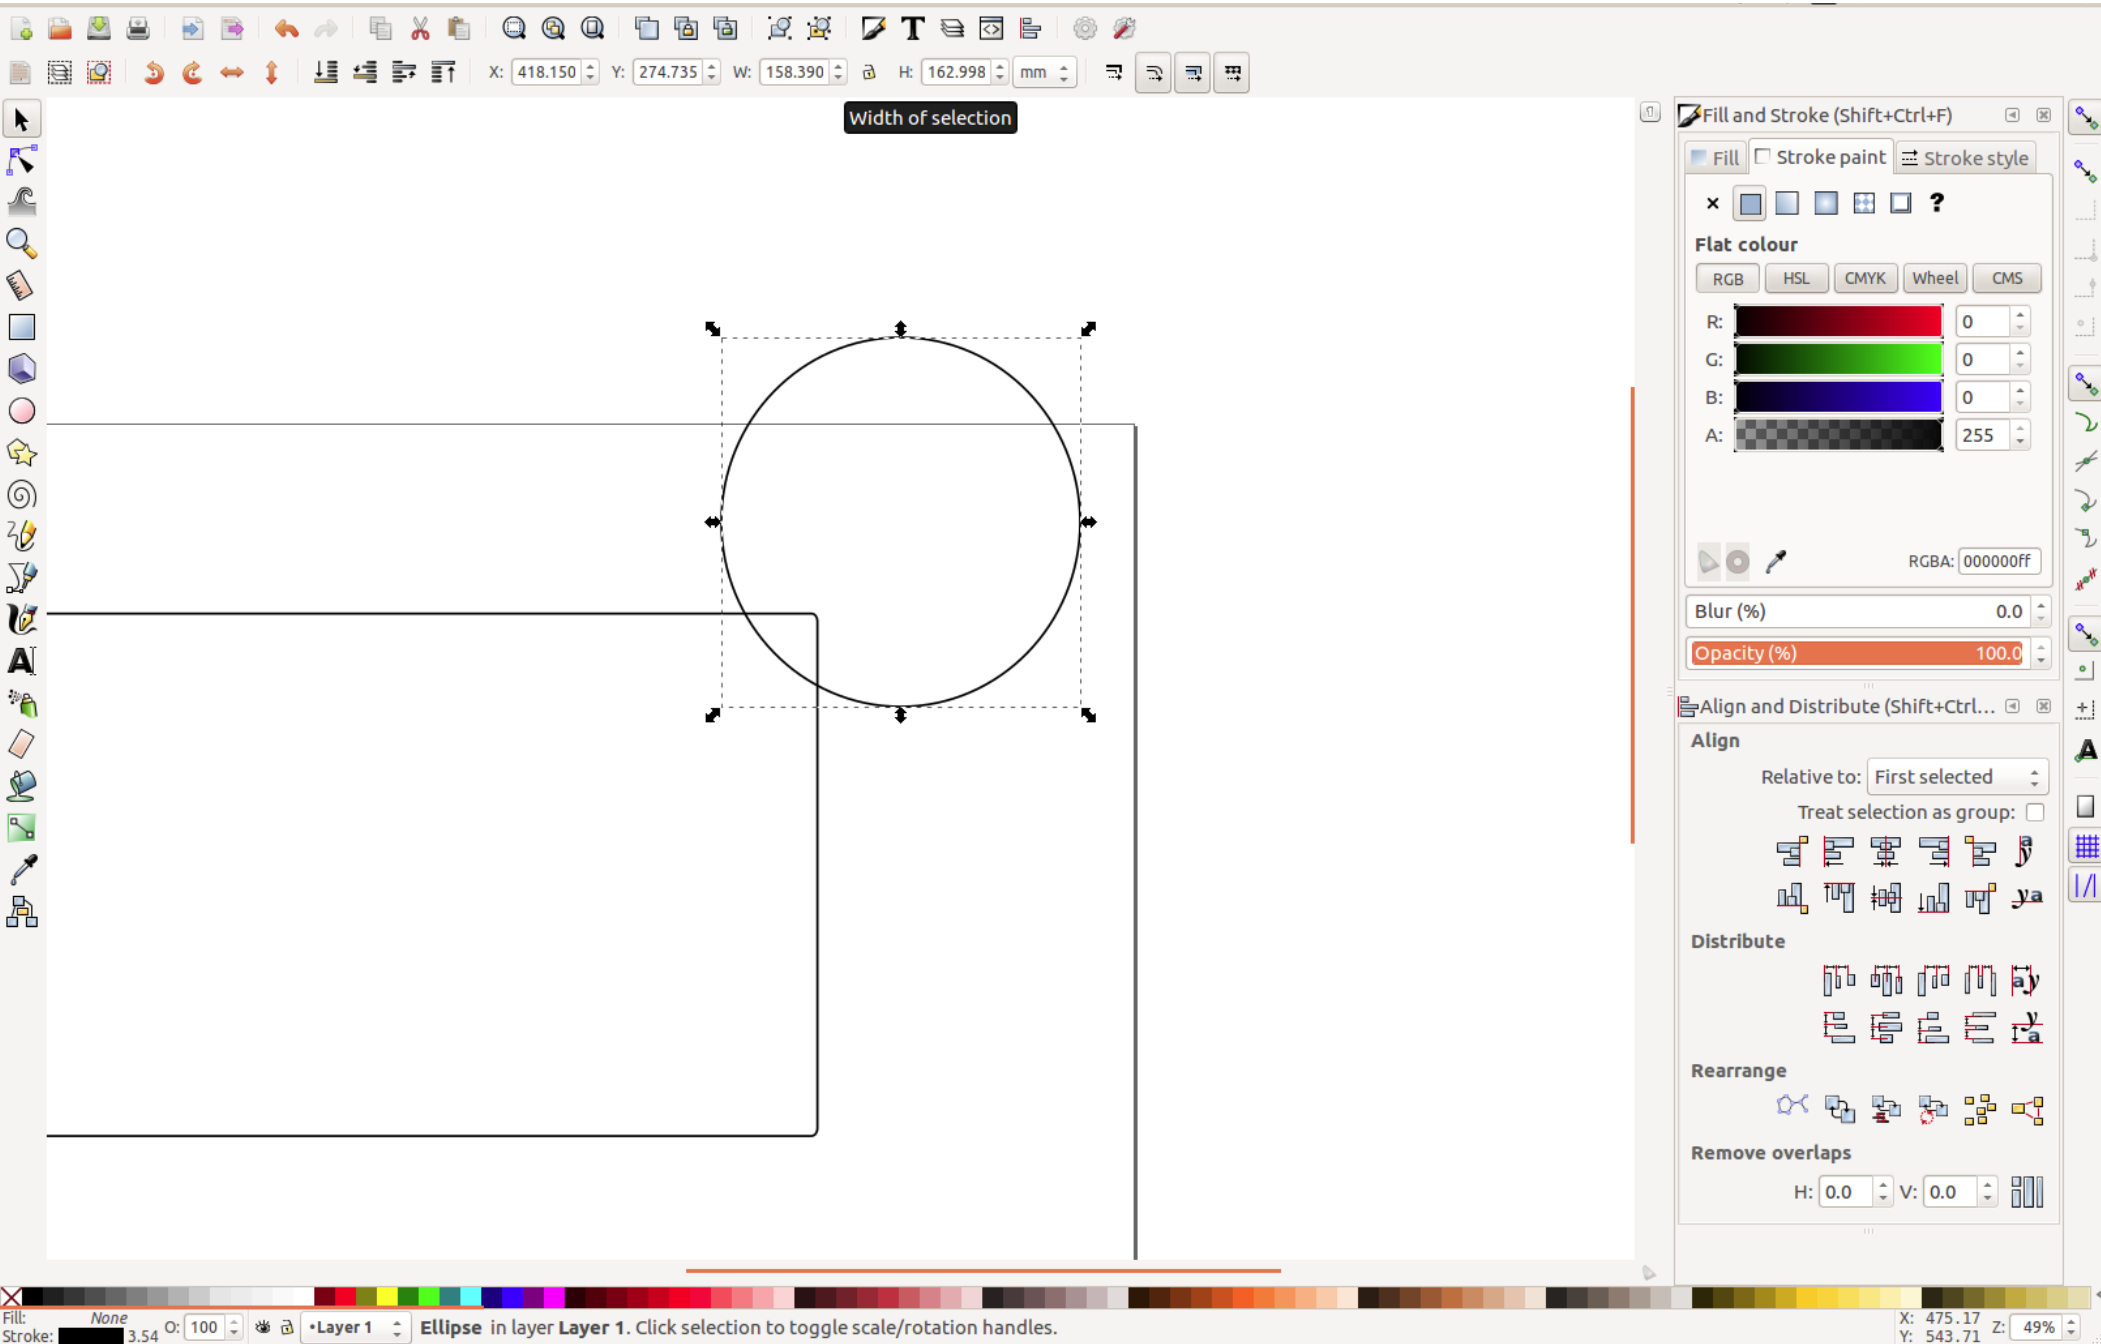 X: 418.150 Y: 274.735 W: 158.390 H: 162.998 mm
Width of selection
Fill and Stroke (Shift+Ctrl+F)
Fill Stroke paint Stroke style
?
Flat colour
RGB HSL CMYK Wheel CMS
R: 0
G: 0
B: 0
A: 255
RGBA: 000000ff
Blur (%) 0.0
Opacity (%) 100.0
Align and Distribute (Shift+Ctrl...
Align
Relative to: First selected
Treat selection as group:
Distribute
Rearrange
Remove overlaps
H: 0.0 V: 0.0
Fill: None
Stroke: 3.54 O: 100 •Layer 1 Ellipse in layer Layer 1. Click selection to toggle scale/rotation handles.
X: 475.17
Y: 543.71 Z: 49%